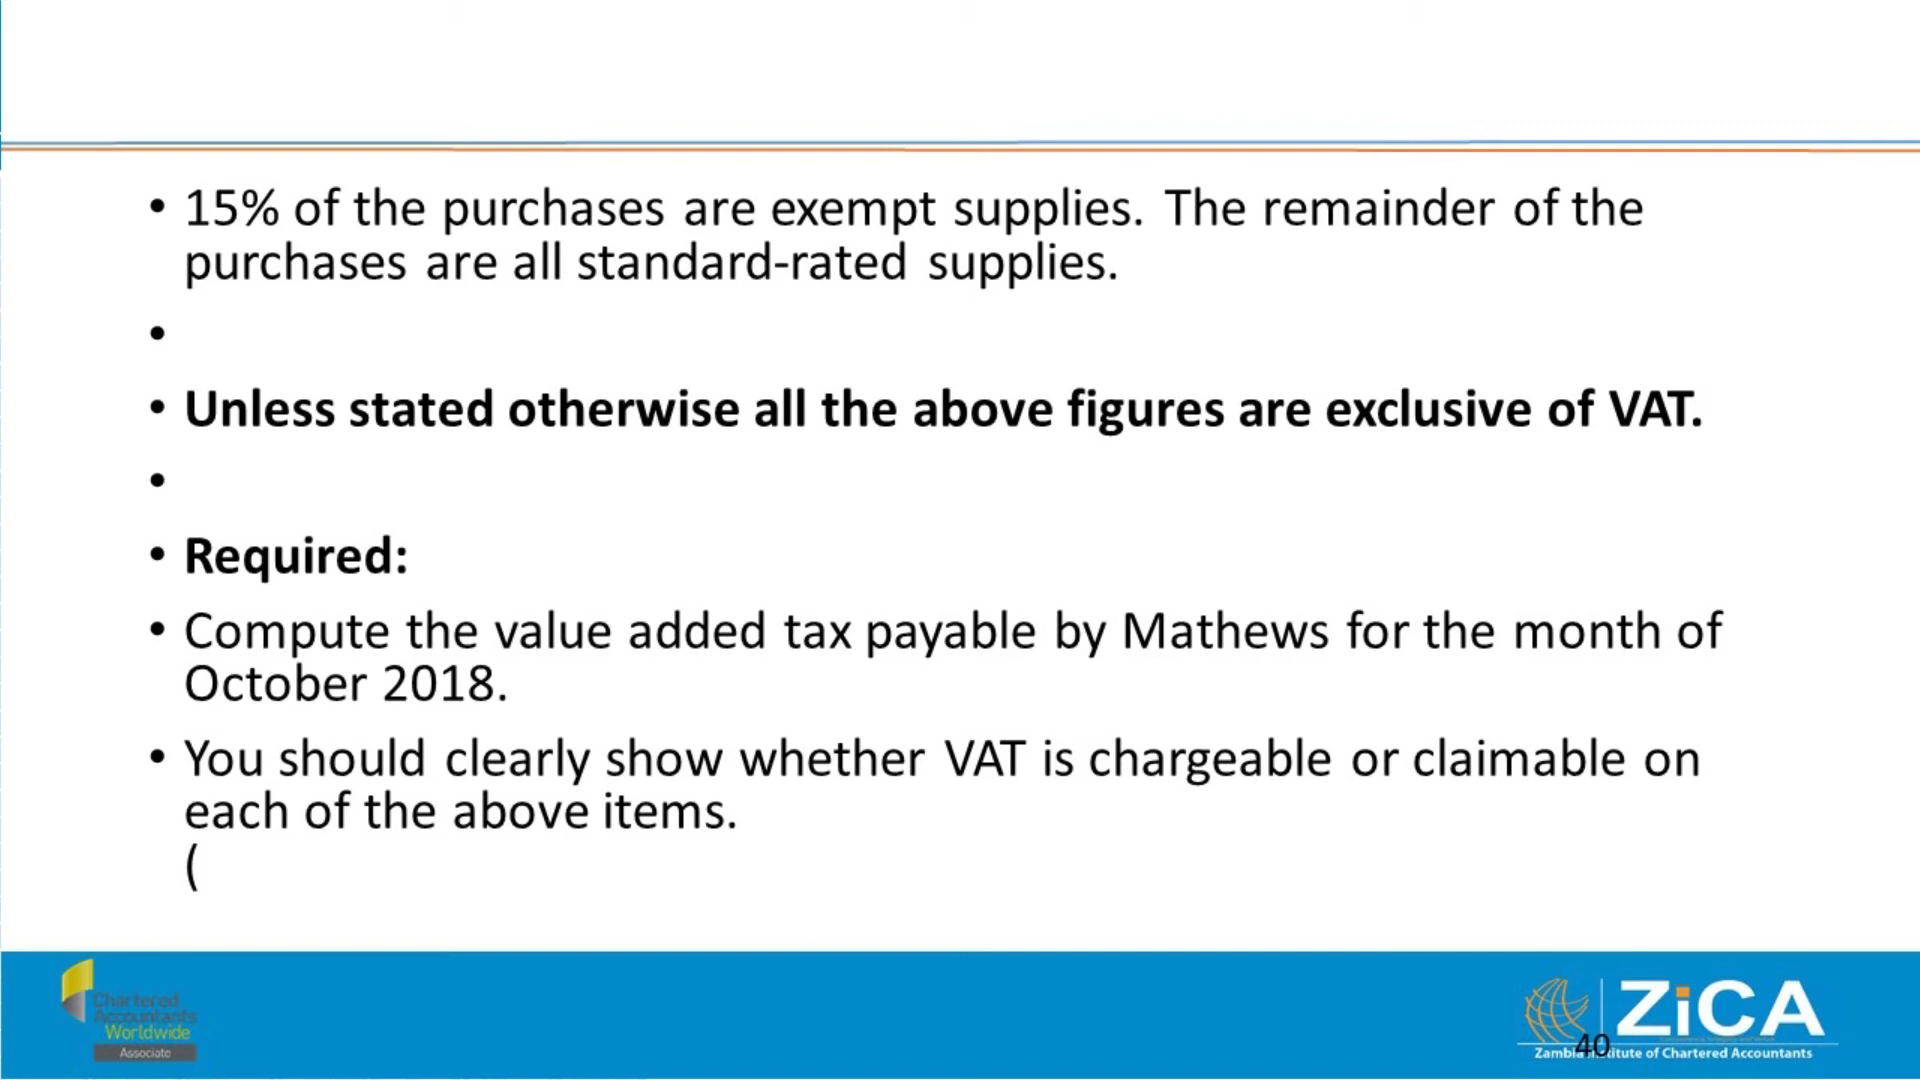 • 15% of the purchases are exempt supplies. The remainder of the
purchases are all standard-rated supplies.
•
• Unless stated otherwise all the above figures are exclusive of VAT.
•
• Required:
• Compute the value added tax payable by Mathews for the month of
October 2018.
• You should clearly show whether VAT is chargeable or claimable on
each of the above items.
(
Chartered
Accountants
Worldwide
Associate
ZiCA
40
Zambia Institute of Chartered Accountants